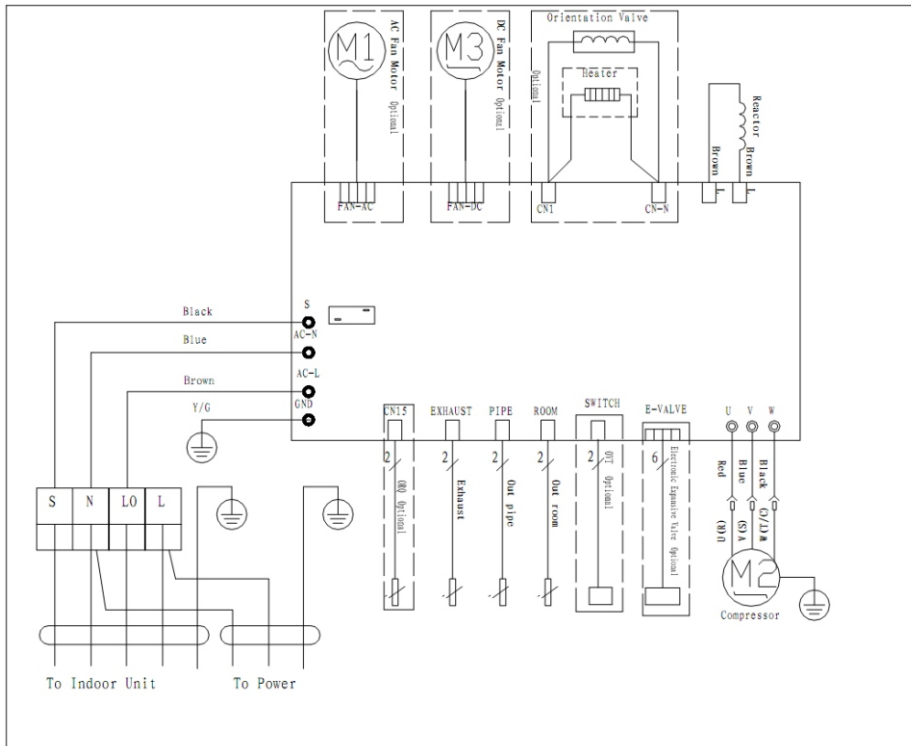 Orientation Valve
M1
AC Fan Motor Optional
M3
DC Fan Motor Optional
Optional
Heater
Reactor
Brown
Brown
FAN-AC
FAN-DC
CN1
CN-N
Black
S
Blue
AC-N
Brown
AC-L
Y/G
GND
CN15
EXHAUST
PIPE
ROOM
SWITCH
E-VALVE
U
V
W
2
2
2
2
2
6
Optional
Exhaust
Out pipe
Out room
OVT Optional
Electronic Expansive Valve Optional
Red
Blue
Black
U(R)
V(S)
W(T/C)
S
N
LO
L
M2
Compressor
To Indoor Unit
To Power